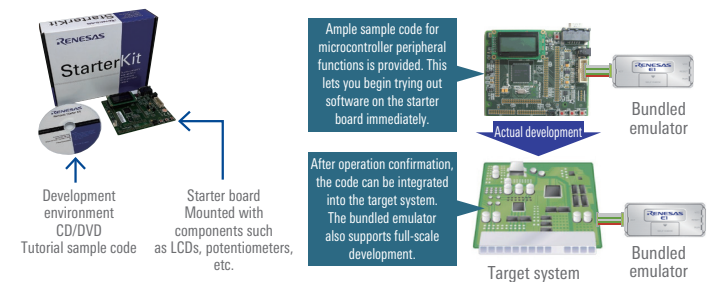 RENESAS
StarterKit
Development
environment
CD/DVD
Tutorial sample code
Starter board
Mounted with
components such
as LCDs, potentiometers,
etc.
Ample sample code for
microcontroller peripheral
functions is provided. This
lets you begin trying out
software on the starter
board immediately.
RENESAS
E1
Bundled
emulator
Actual development
After operation confirmation,
the code can be integrated
into the target system.
The bundled emulator
also supports full-scale
development.
RENESAS
E1
Bundled
emulator
Target system